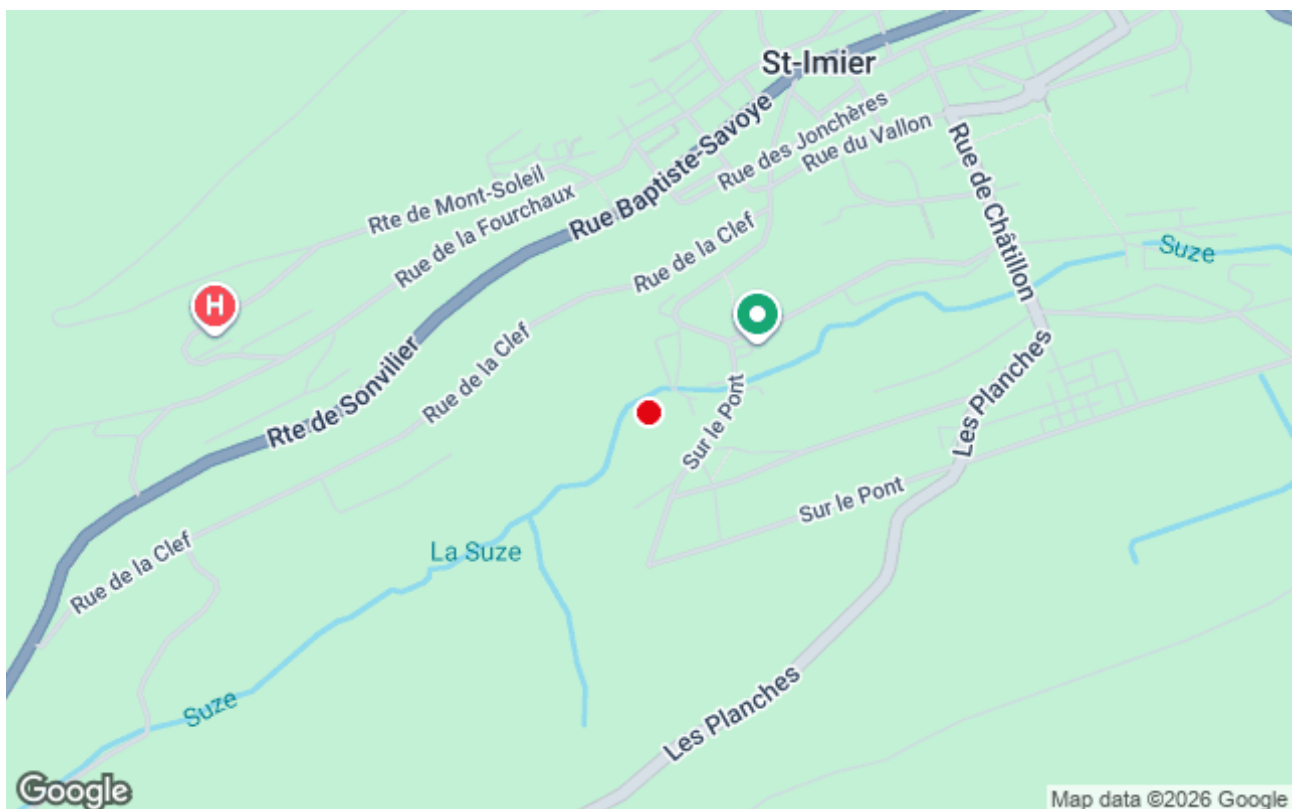 St-Imier
Rue Baptiste-Savoye
Rue des Jonchères
Rue du Vallon
Rue de Châtillon
Rte de Mont-Soleil
Rue de la Fourchaux
Rue de la Clef
Suze
H
Rte de Sonvilier
Rue de la Clef
Les Planches
Sur le Pont
Sur le Pont
La Suze
Rue de la Clef
Suze
Les Planches
Google
Map data ©2026 Google